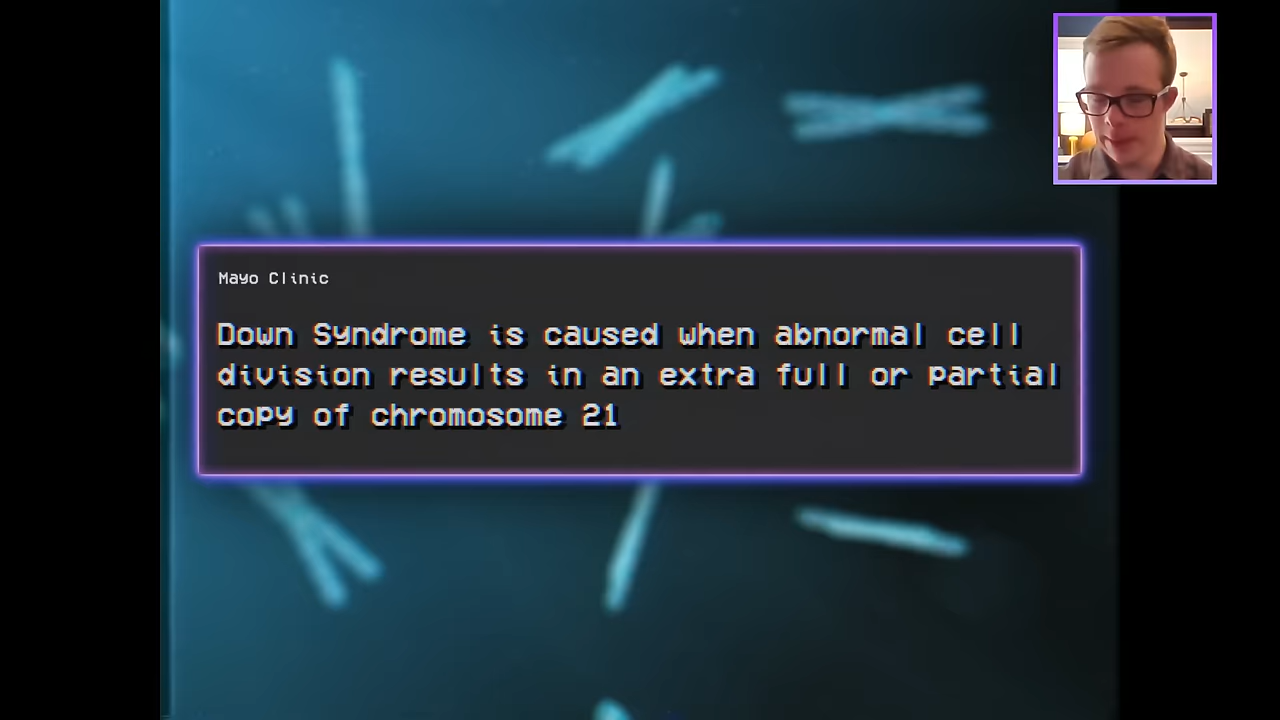 Mayo Clinic
Down Syndrome is caused when abnormal cell
division results in an extra full or partial
copy of chromosome 21